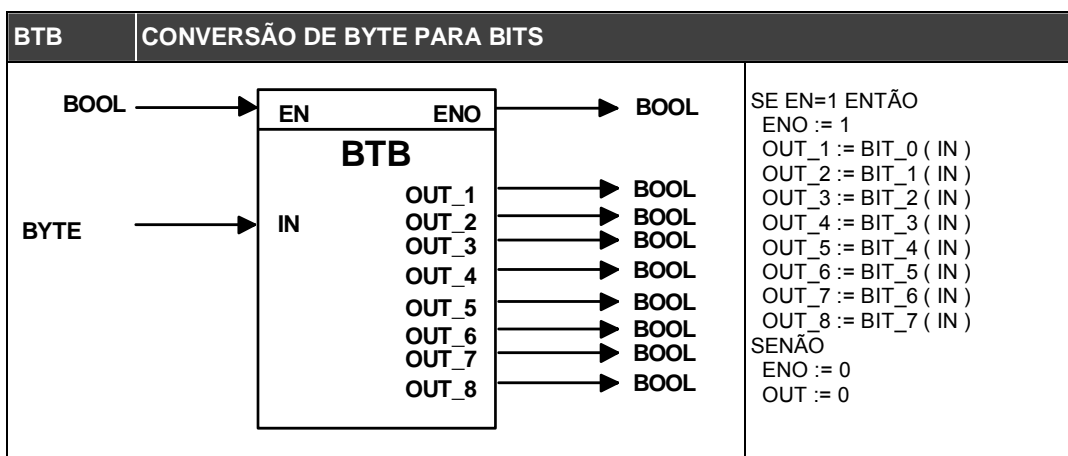 BTB CONVERSÃO DE BYTE PARA BITS
BOOL EN ENO BOOL
BTB
OUT_1 BOOL
BYTE IN OUT_2 BOOL
OUT_3 BOOL
OUT_4 BOOL
OUT_5 BOOL
OUT_6 BOOL
OUT_7 BOOL
OUT_8 BOOL
SE EN=1 ENTÃO
ENO := 1
OUT_1 := BIT_0 ( IN )
OUT_2 := BIT_1 ( IN )
OUT_3 := BIT_2 ( IN )
OUT_4 := BIT_3 ( IN )
OUT_5 := BIT_4 ( IN )
OUT_6 := BIT_5 ( IN )
OUT_7 := BIT_6 ( IN )
OUT_8 := BIT_7 ( IN )
SENÃO
ENO := 0
OUT := 0